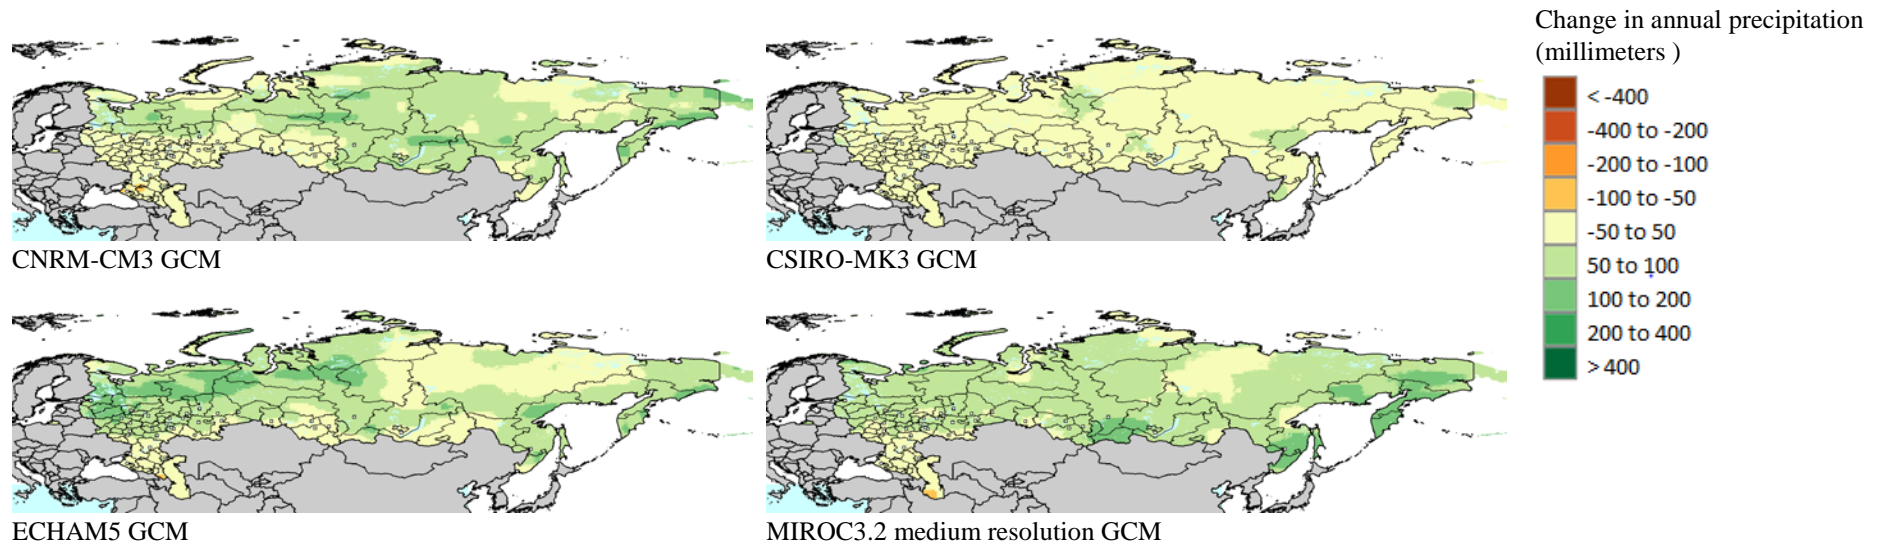 Change in annual precipitation
(millimeters )
< -400
-400 to -200
-200 to -100
-100 to -50
-50 to 50
50 to 100
100 to 200
200 to 400
> 400
CNRM-CM3 GCM
CSIRO-MK3 GCM
ECHAM5 GCM
MIROC3.2 medium resolution GCM